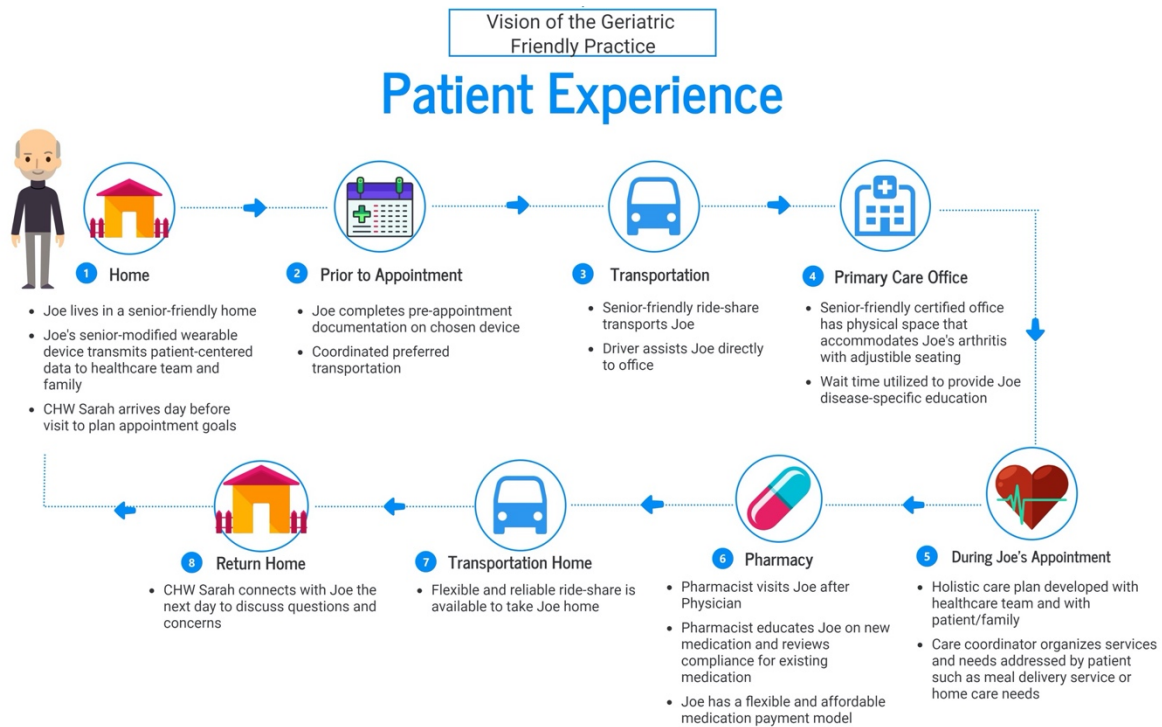 Vision of the Geriatric
Friendly Practice
Patient Experience
1 Home
• Joe lives in a senior-friendly home
• Joe's senior-modified wearable
device transmits patient-centered
data to healthcare team and
family
• CHW Sarah arrives day before
visit to plan appointment goals
2 Prior to Appointment
• Joe completes pre-appointment
documentation on chosen device
• Coordinated preferred
transportation
3 Transportation
• Senior-friendly ride-share
transports Joe
• Driver assists Joe directly
to office
4 Primary Care Office
• Senior-friendly certified office
has physical space that
accommodates Joe's arthritis
with adjustible seating
• Wait time utilized to provide Joe
disease-specific education
5 During Joe's Appointment
• Holistic care plan developed with
healthcare team and with
patient/family
• Care coordinator organizes services
and needs addressed by patient
such as meal delivery service or
home care needs
6 Pharmacy
• Pharmacist visits Joe after
Physician
• Pharmacist educates Joe on new
medication and reviews
compliance for existing
medication
• Joe has a flexible and affordable
medication payment model
7 Transportation Home
• Flexible and reliable ride-share is
available to take Joe home
8 Return Home
• CHW Sarah connects with Joe the
next day to discuss questions and
concerns